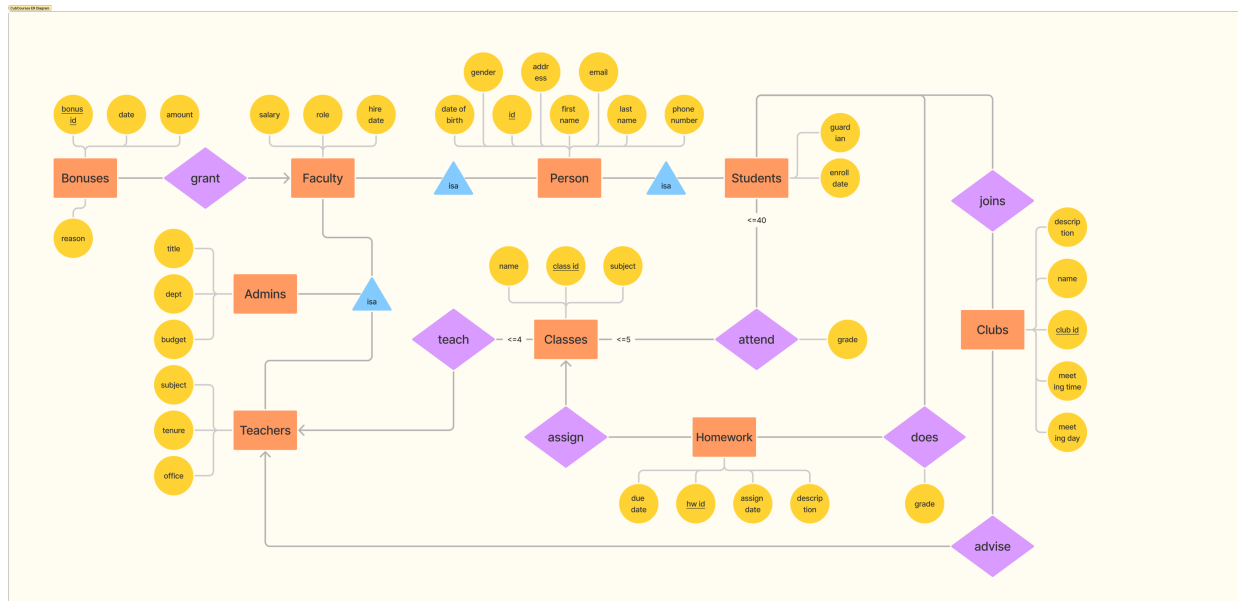 CubCourses ER Diagram
gender
addr
ess
email
bonus
id
date
amount
salary
role
hire
date
date of
birth
id
first
name
last
name
phone
number
guard
ian
Bonuses
grant
Faculty
isa
Person
isa
Students
enroll
date
joins
<=40
reason
title
descrip
tion
name
class id
subject
name
dept
Admins
isa
budget
teach
<=4
Classes
<=5
attend
grade
Clubs
club id
subject
meet
ing time
tenure
Teachers
assign
Homework
does
meet
ing day
office
due
date
hw id
assign
date
descrip
tion
grade
advise